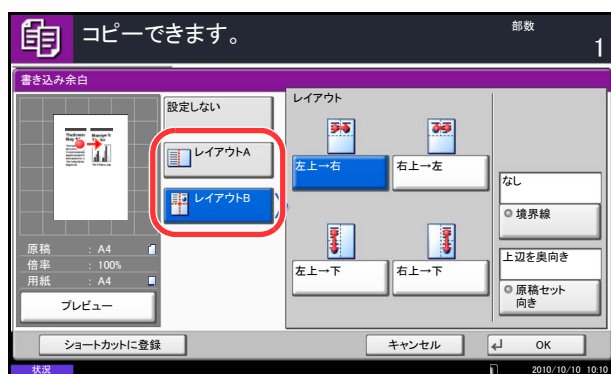 コピーできます。
部数
1
書き込み余白
設定しない
レイアウトA
レイアウトB
レイアウト
左上→右
右上→左
左上→下
右上→下
なし
境界線
上辺を奥向き
原稿セット
向き
原稿 : A4
倍率 : 100%
用紙 : A4
プレビュー
ショートカットに登録
キャンセル
OK
状況
2010/10/10 10:10